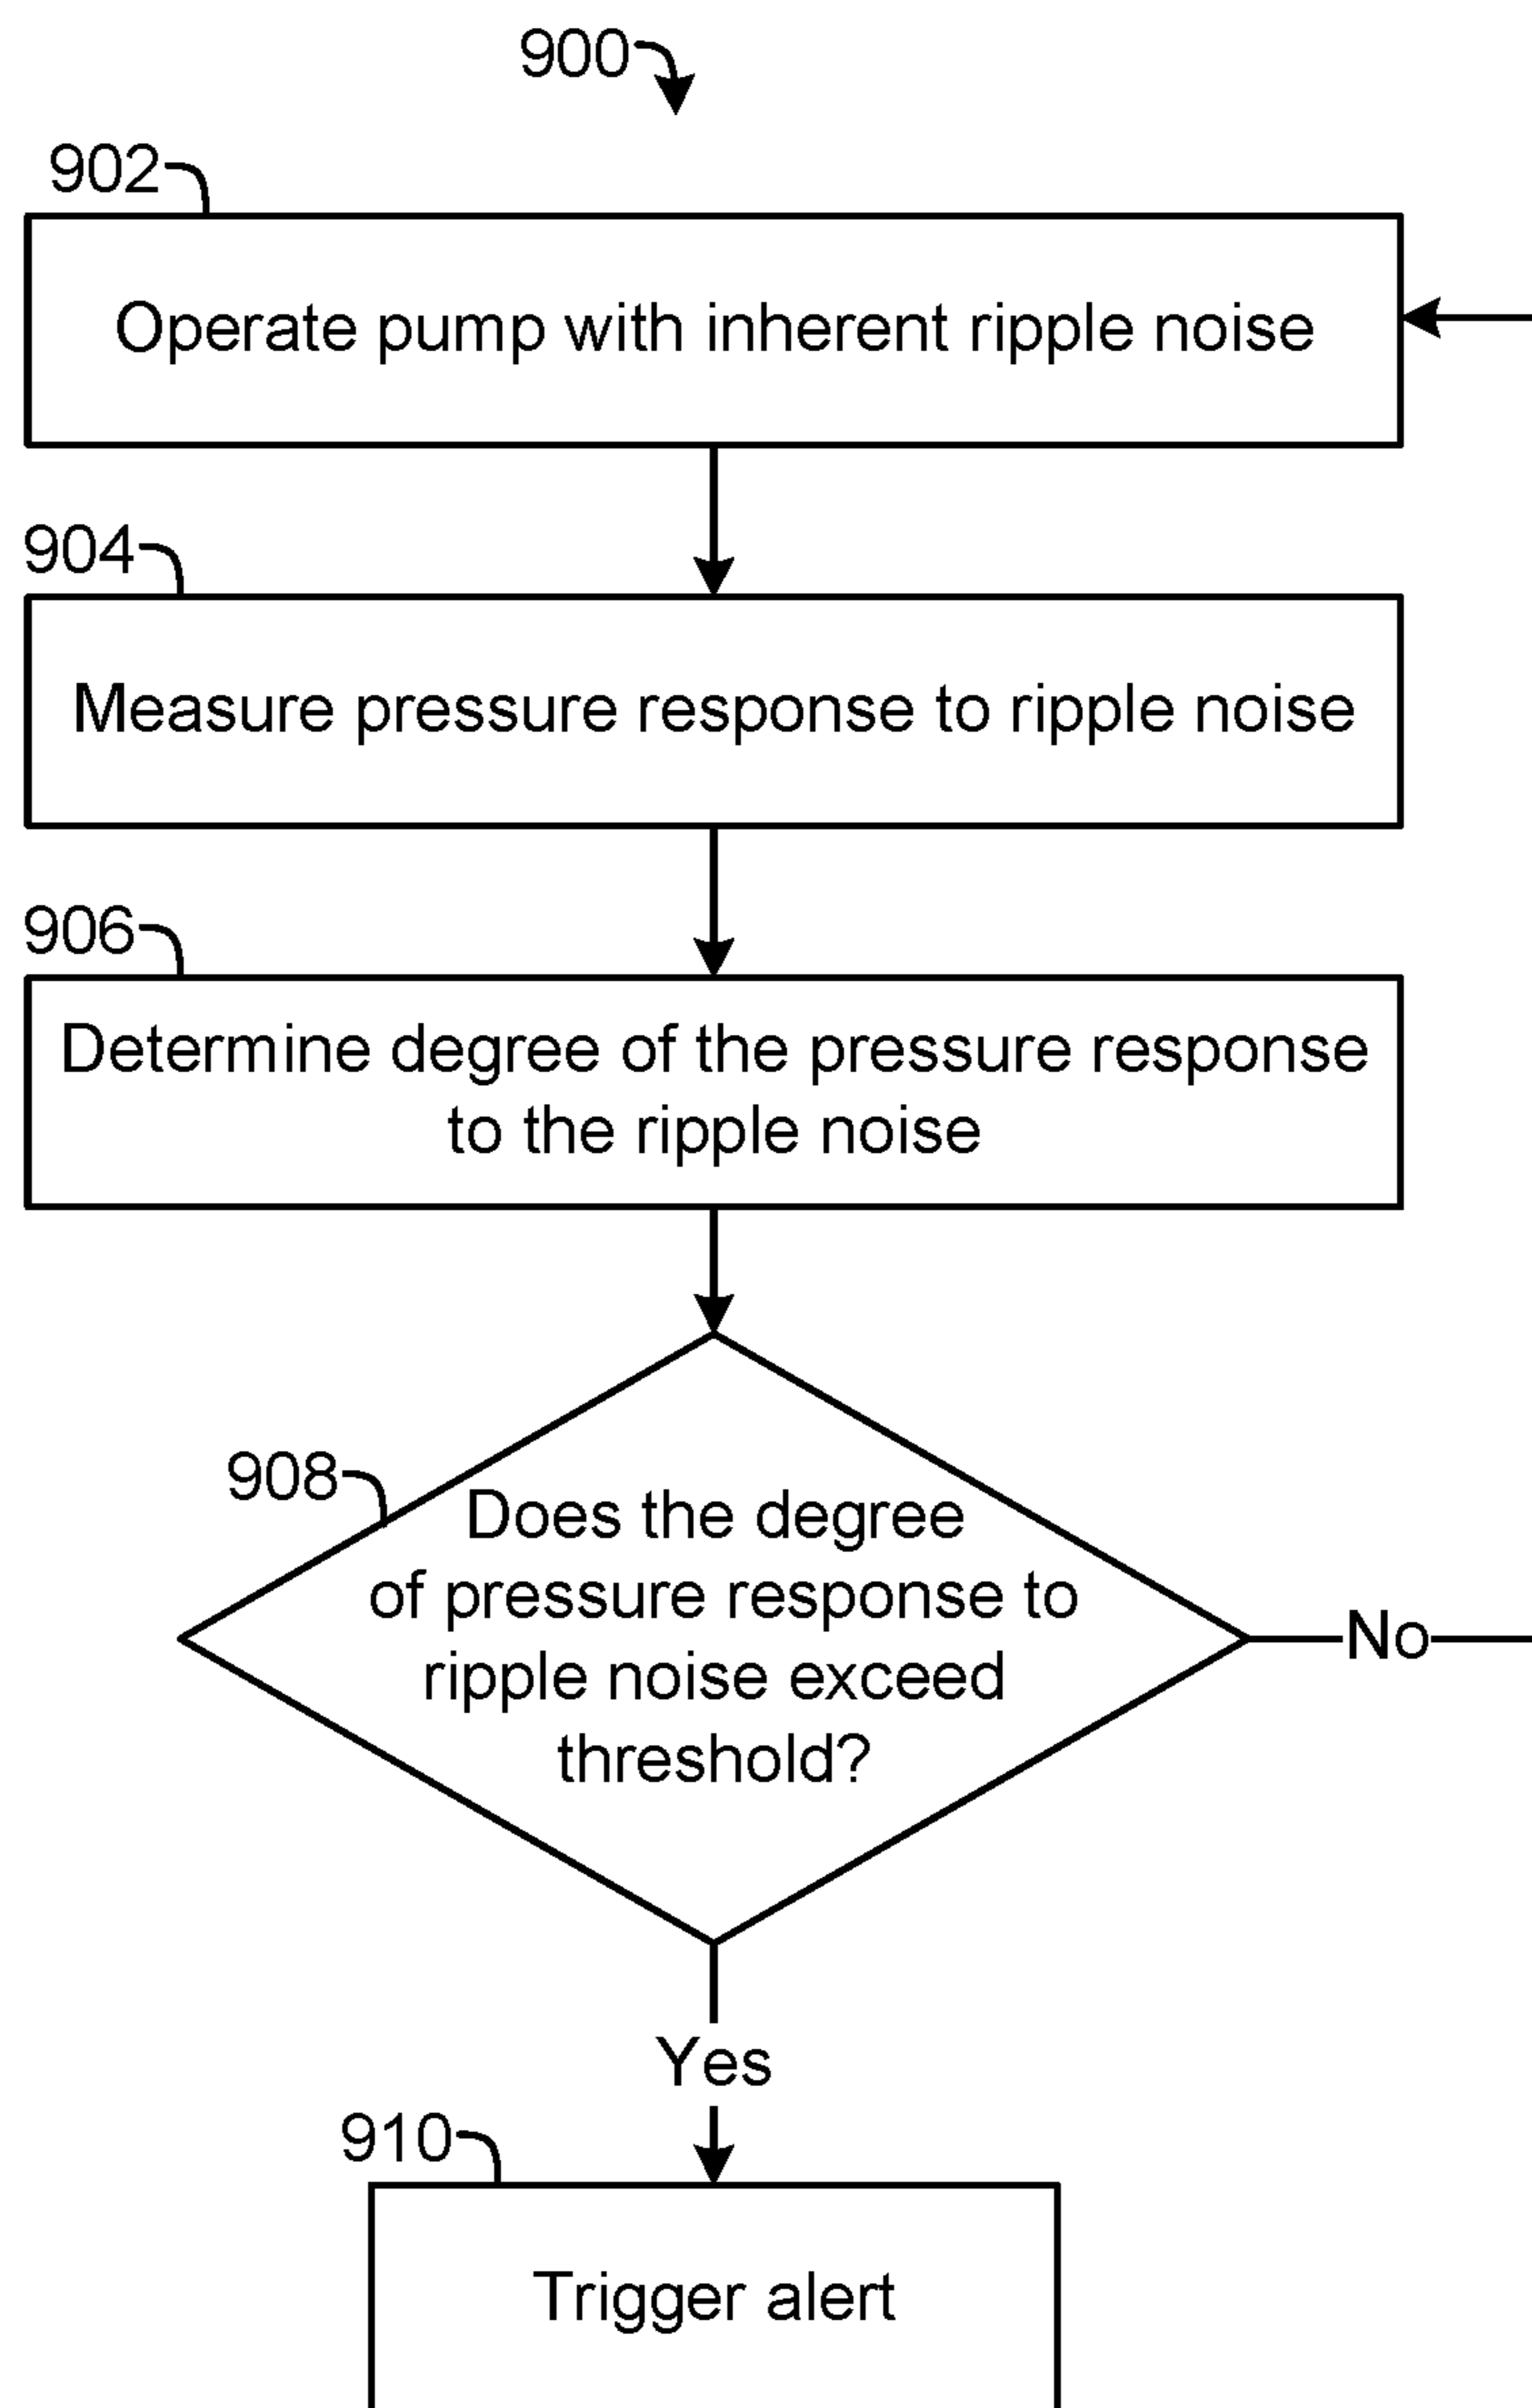 900
902
Operate pump with inherent ripple noise
904
Measure pressure response to ripple noise
906
Determine degree of the pressure response
to the ripple noise
908
Does the degree
of pressure response to
ripple noise exceed
threshold?
No
Yes
910
Trigger alert